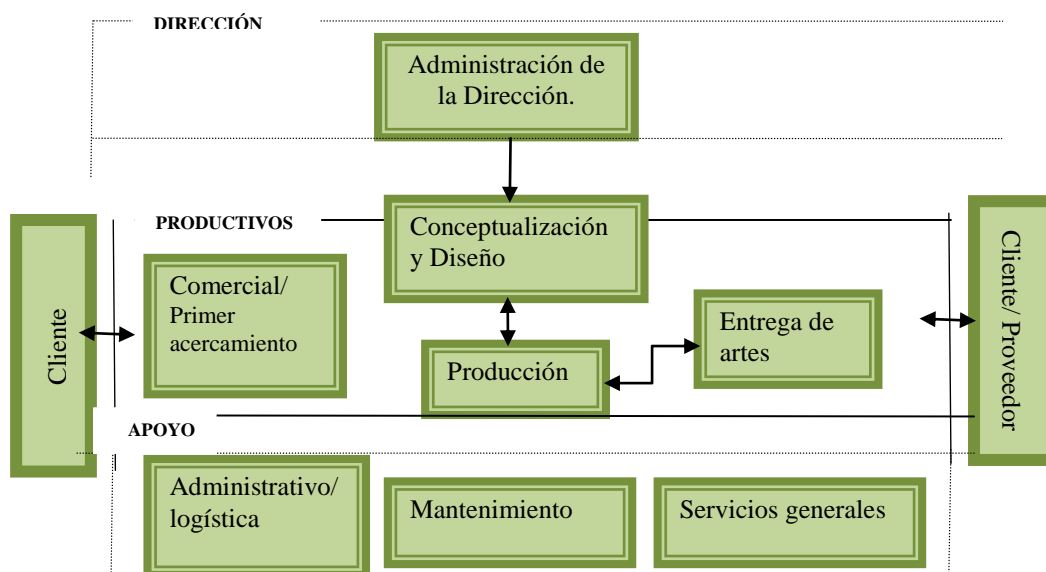 DIRECCIÓN
Administración de
la Dirección.
PRODUCTIVOS
Conceptualización
y Diseño
Comercial/
Primer
acercamiento
Entrega de
artes
Producción
Cliente
Cliente/ Proveedor
APOYO
Administrativo/
logística
Mantenimiento
Servicios generales